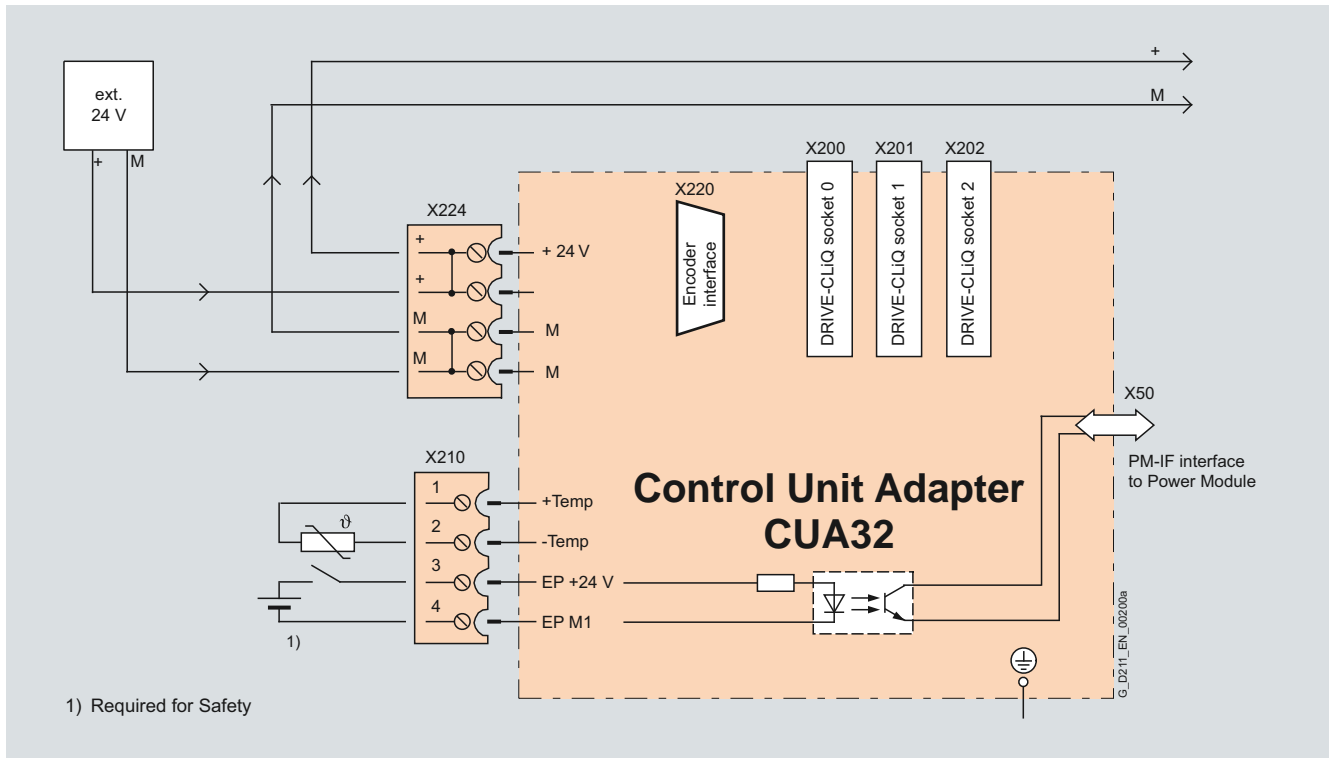 +
M
ext.
24 V
+
M
X224
+
+ 24 V
+
M
M
M
M
X220
Encoder
interface
X200
X201
X202
DRIVE-CLiQ socket 0
DRIVE-CLiQ socket 1
DRIVE-CLiQ socket 2
X50
PM-IF interface
to Power Module
Control Unit Adapter
CUA32
X210
1
+Temp
ϑ
2
-Temp
3
EP +24 V
4
EP M1
1)
G_D211_EN_00200a
1) Required for Safety